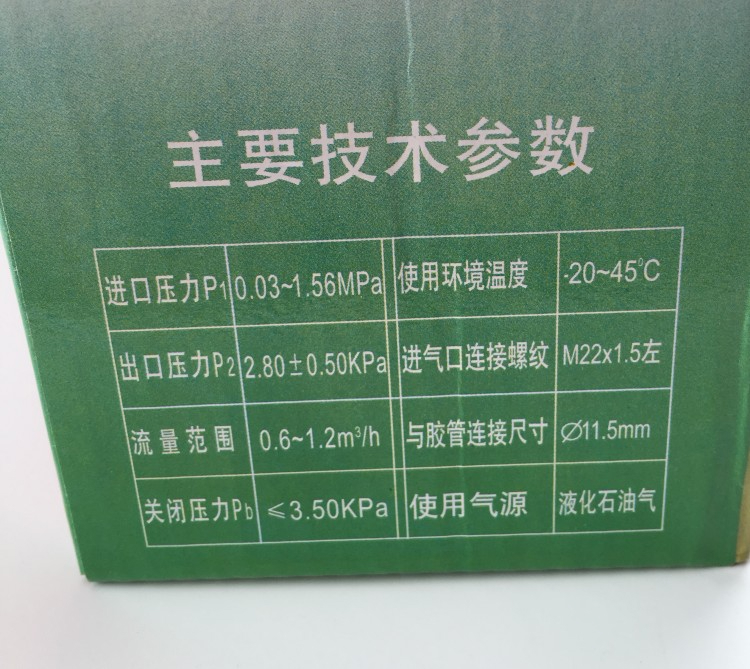 主要技术参数
进口压力P1 0.03~1.56MPa 使用环境温度 -20~45°C
出口压力P2 2.80±0.50KPa 进气口连接螺纹 M22x1.5左
流量范围 0.6~1.2m³/h 与胶管连接尺寸 Ø11.5mm
关闭压力Pb ≤3.50KPa 使用气源 液化石油气